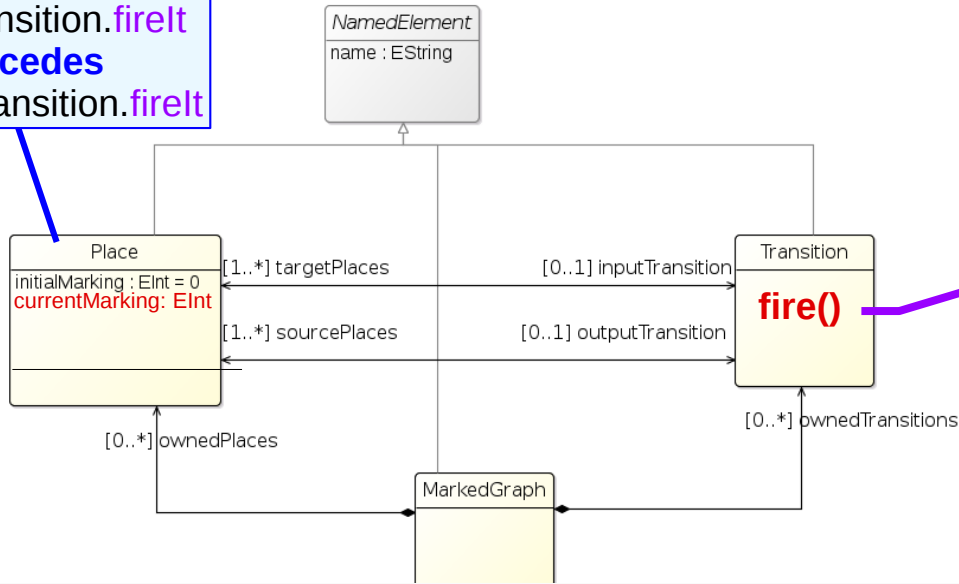 nsition.fireIt
cedes
ansition.fireIt
NamedElement
name : EString
Place
initialMarking : EInt = 0
currentMarking: EInt
[1..*] targetPlaces
[0..1] inputTransition
[1..*] sourcePlaces
[0..1] outputTransition
Transition
fire()
[0..*] ownedPlaces
[0..*] ownedTransitions
MarkedGraph